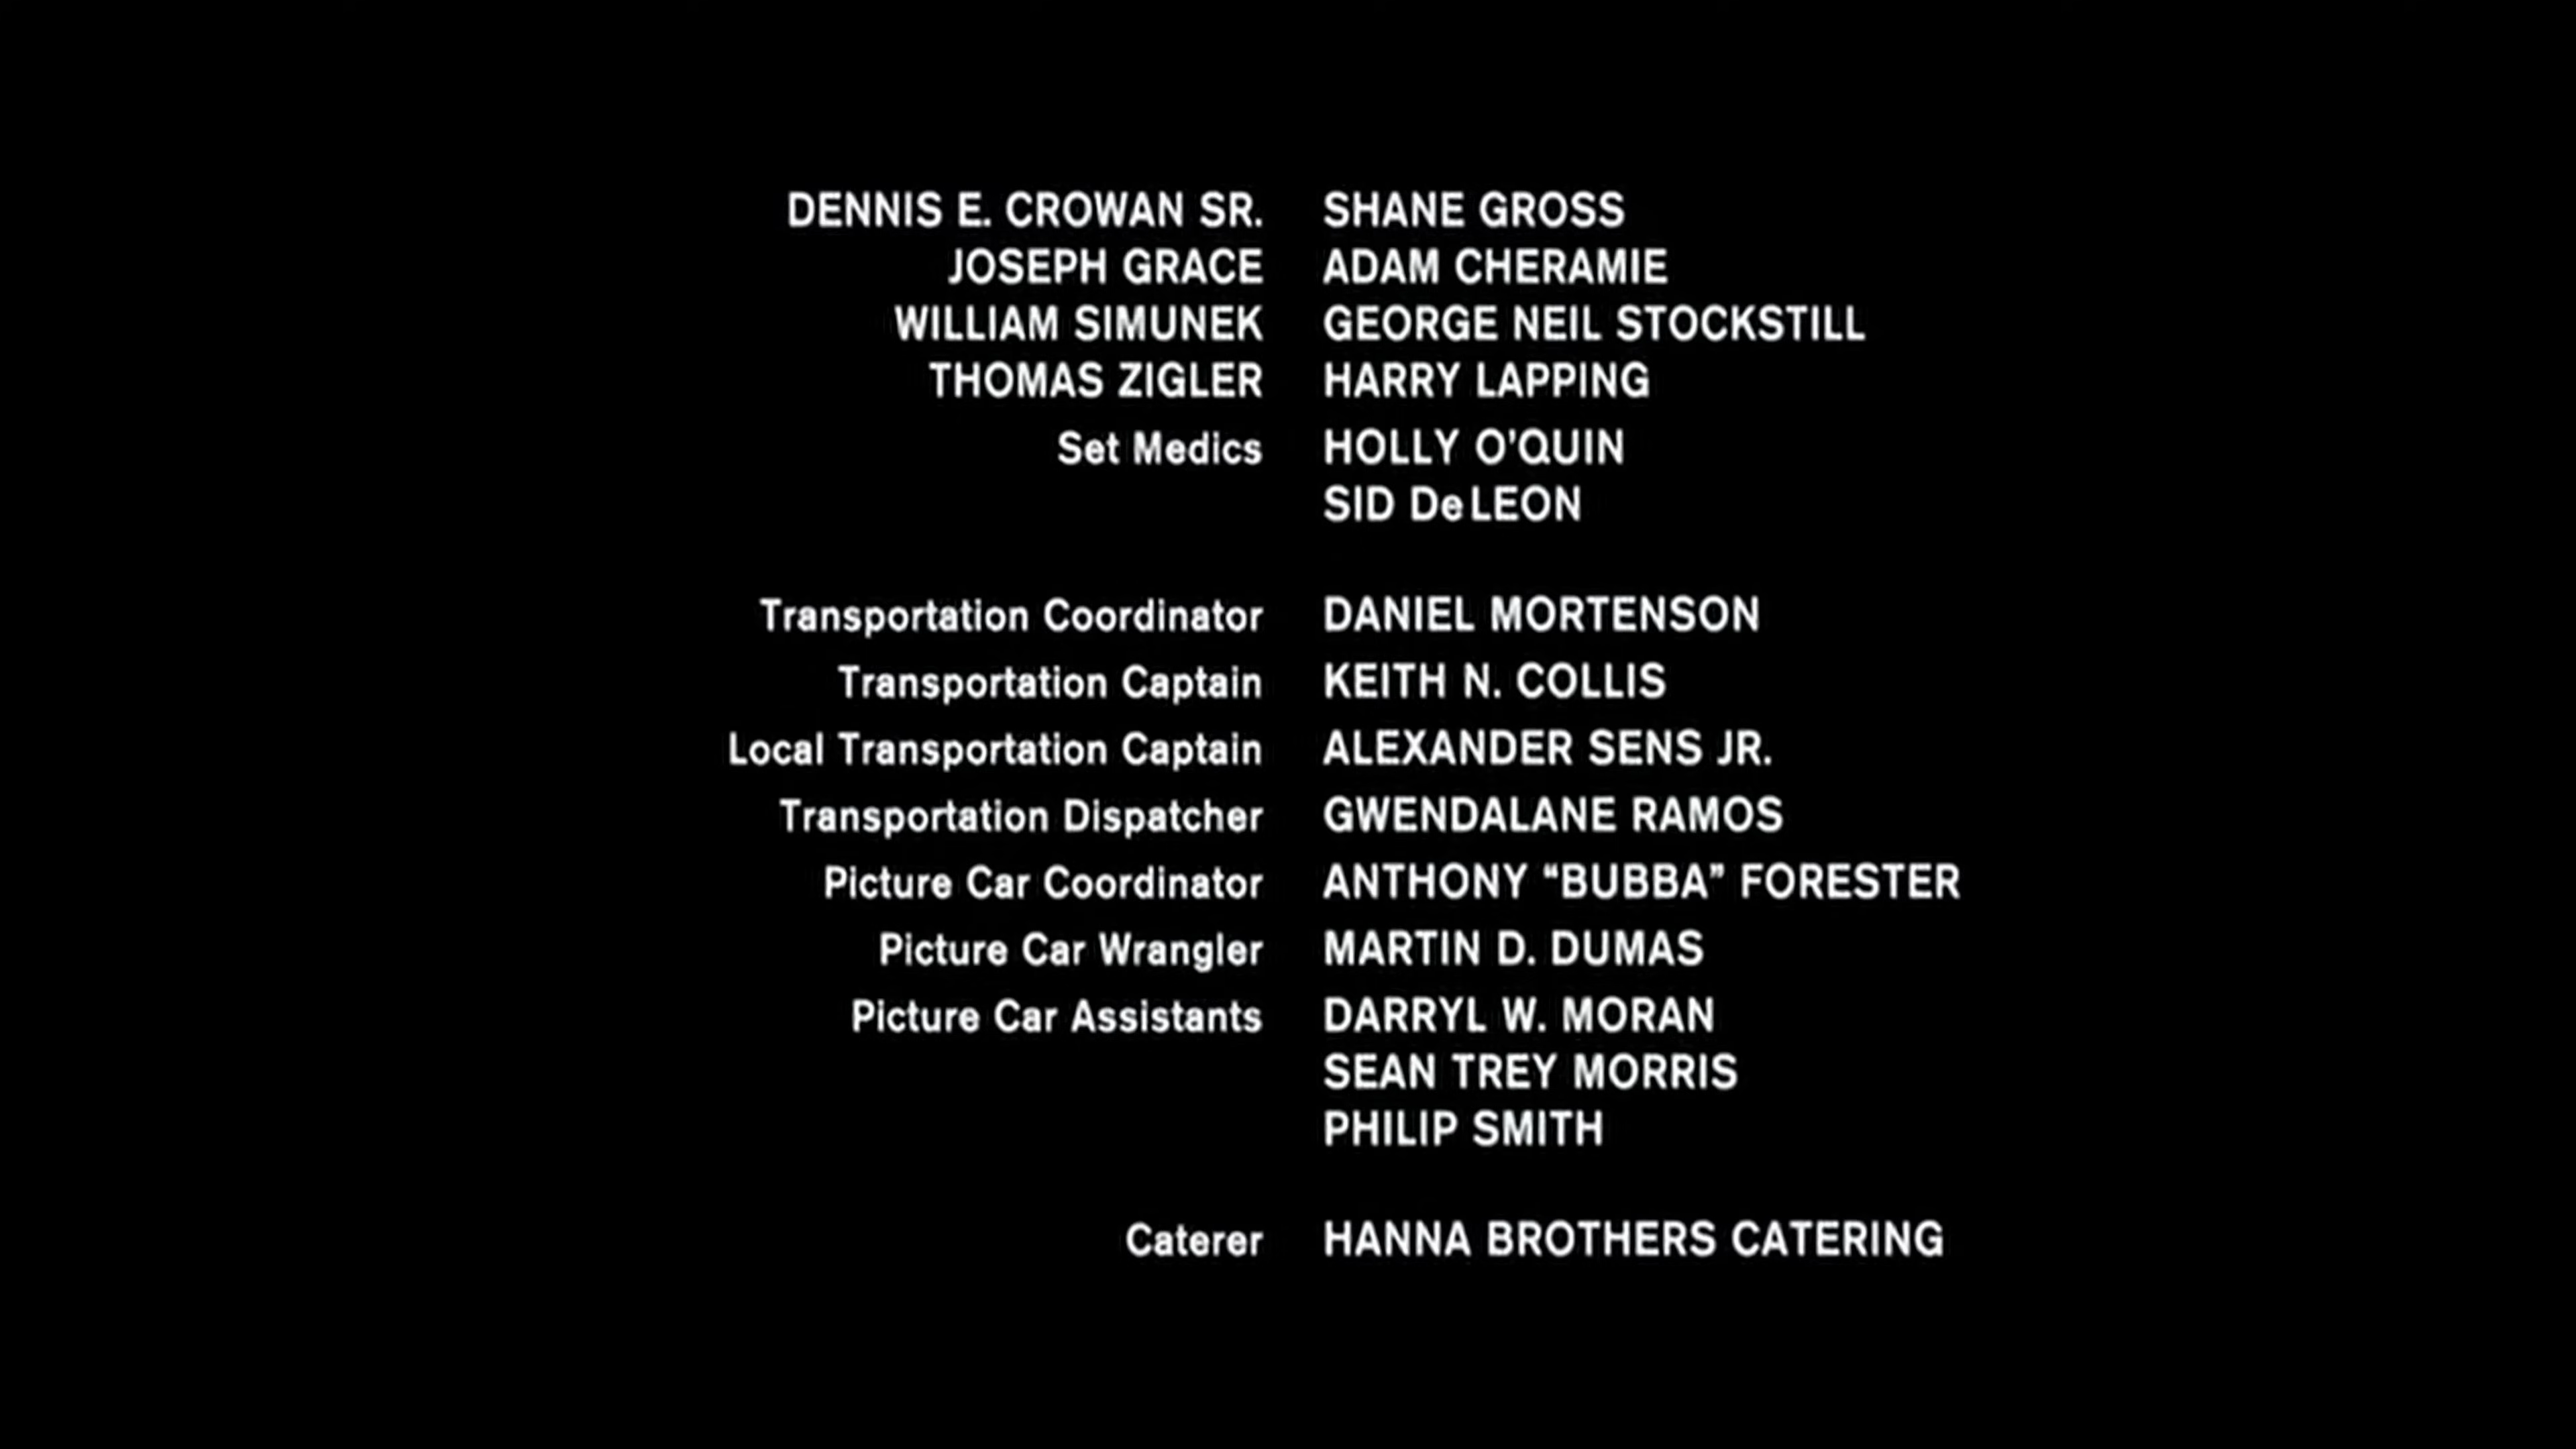 DENNIS E. CROWAN SR. SHANE GROSS
JOSEPH GRACE ADAM CHERAMIE
WILLIAM SIMUNEK GEORGE NEIL STOCKSTILL
THOMAS ZIGLER HARRY LAPPING
Set Medics HOLLY O'QUIN
SID DeLEON
Transportation Coordinator DANIEL MORTENSON
Transportation Captain KEITH N. COLLIS
Local Transportation Captain ALEXANDER SENS JR.
Transportation Dispatcher GWENDALANE RAMOS
Picture Car Coordinator ANTHONY “BUBBA” FORESTER
Picture Car Wrangler MARTIN D. DUMAS
Picture Car Assistants DARRYL W. MORAN
SEAN TREY MORRIS
PHILIP SMITH
Caterer HANNA BROTHERS CATERING